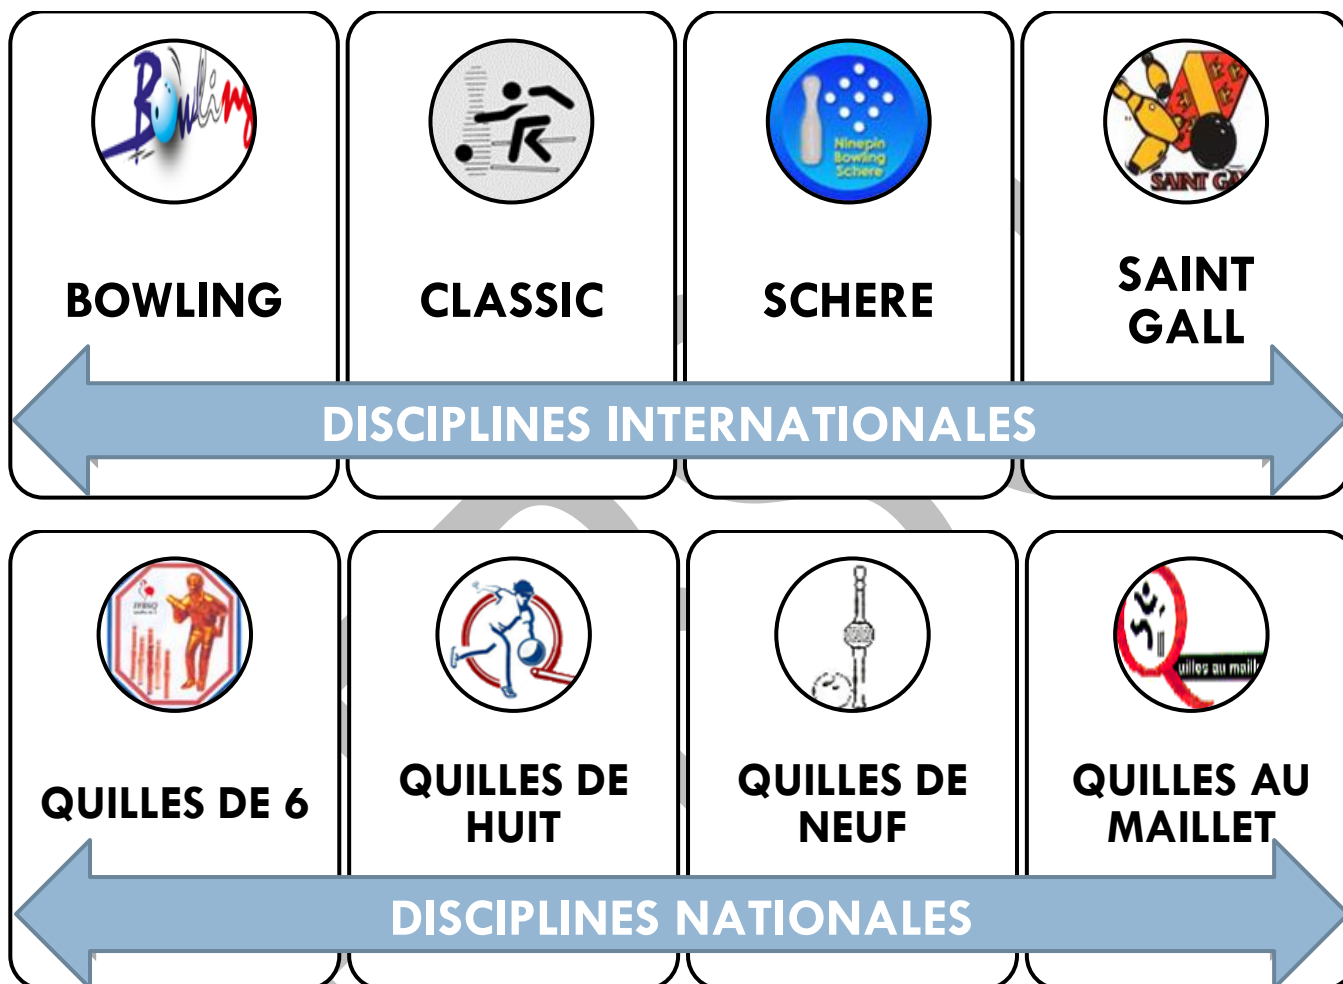 Bowling
Ninepin
Bowling
Schere
SAINT GA
BOWLING
CLASSIC
SCHERE
SAINT
GALL
DISCIPLINES INTERNATIONALES
FFBSQ
uilles au maill
QUILLES DE 6
QUILLES DE
HUIT
QUILLES DE
NEUF
QUILLES AU
MAILLET
DISCIPLINES NATIONALES